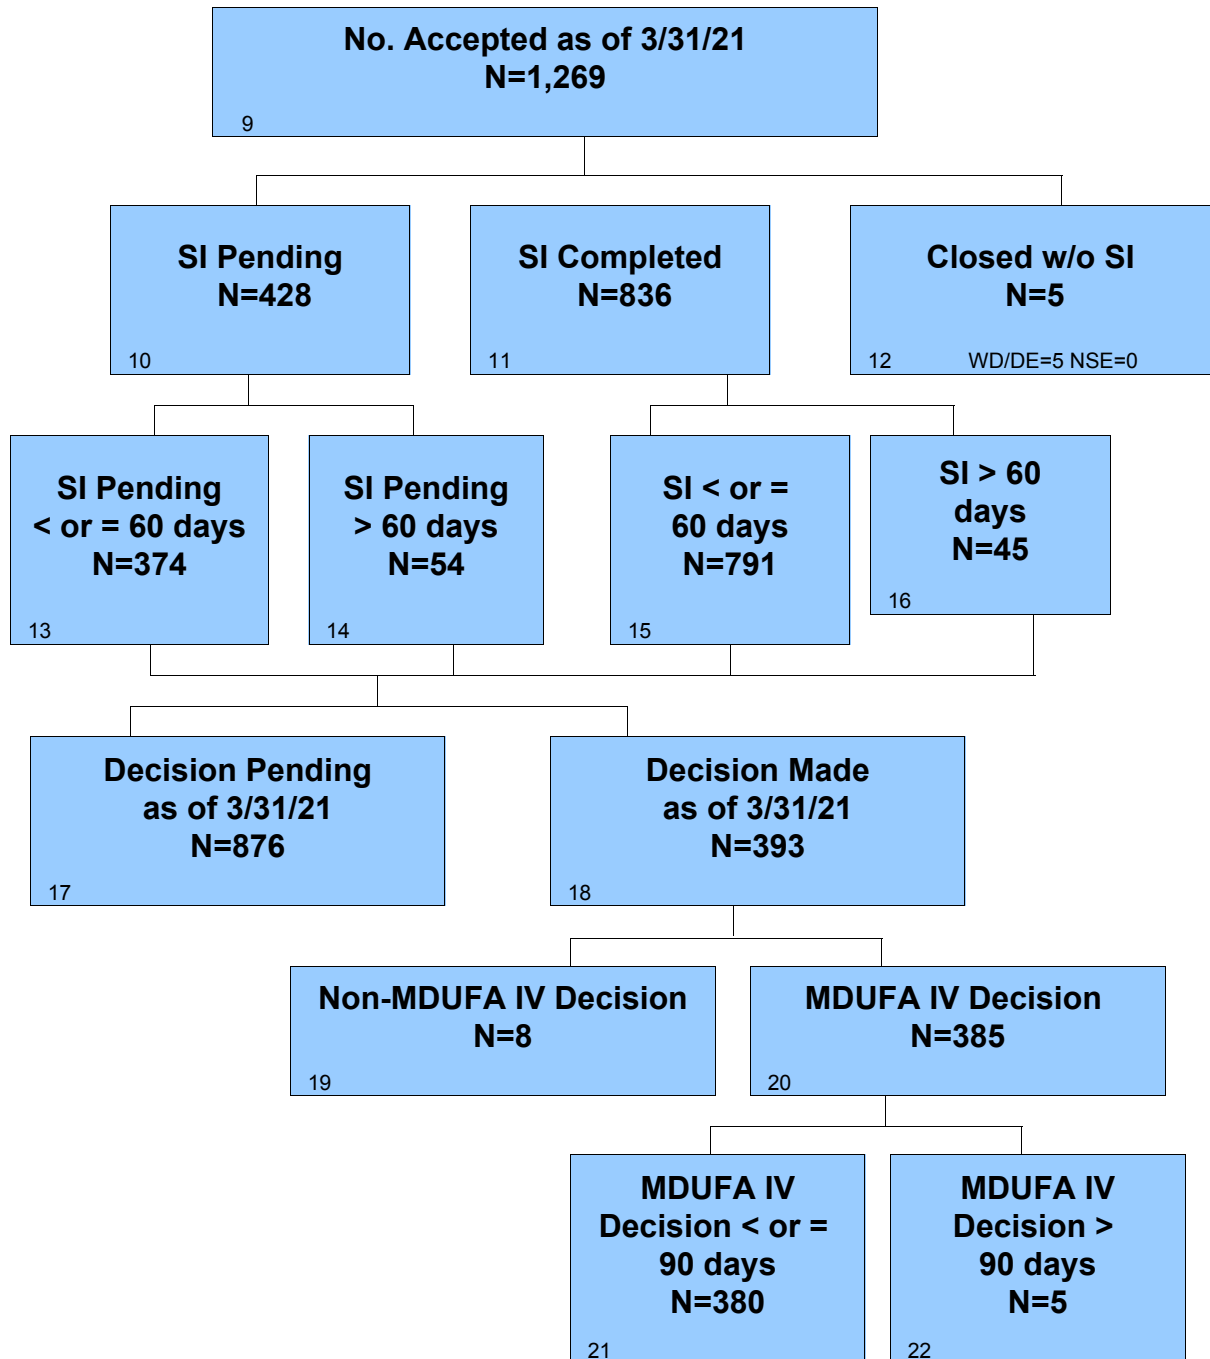 No. Accepted as of 3/31/21
N=1,269
9
SI Pending
N=428
10
SI Completed
N=836
11
Closed w/o SI
N=5
12 WD/DE=5 NSE=0
SI Pending
< or = 60 days
N=374
13
SI Pending
> 60 days
N=54
14
SI < or =
60 days
N=791
15
SI > 60
days
N=45
16
Decision Pending
as of 3/31/21
N=876
17
Decision Made
as of 3/31/21
N=393
18
Non-MDUFA IV Decision
N=8
19
MDUFA IV Decision
N=385
20
MDUFA IV
Decision < or =
90 days
N=380
21
MDUFA IV
Decision >
90 days
N=5
22